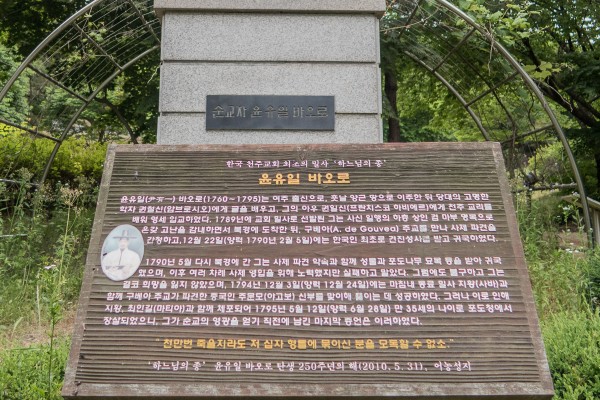 순교자 윤유일 바오로
한국 천주교회 최초의 밀사 '하느님의 종'
윤유일 바오로
윤유일(尹有一) 바오로(1760~1795)는 여주 출신으로, 훗날 양근 땅으로 이주한 뒤 당대의 고명한
학자 권철신(암브로시오)에게 글을 배우고, 그의 아우 권일신(프란치스코 하비에르)에게 천주 교리를
배워 영세 입교하였다. 1789년에 교회 밀사로 선발된 그는 사신 일행의 하층 상인 겸 마부 명목으로
온갖 고난을 감내하면서 북경에 도착한 뒤, 구베아(A. de Gouvea) 주교를 만나 사제 파견을
간청하고, 12월 22일(양력 1790년 2월 5일)에는 한국인 최초로 견진성사를 받고 귀국하였다.
1790년 5월 다시 북경에 간 그는 사제 파견 약속과 함께 성물과 포도나무 묘목 등을 받아 귀국
했으며, 이후 여러 차례 사제 영입을 위해 노력했지만 실패하고 말았다. 그럼에도 불구하고 그는
결코 희망을 잃지 않았으며, 1794년 12월 3일(양력 12월 24일)에는 마침내 동료 밀사 지황(사바)과
함께 구베아 주교가 파견한 중국인 주문모(야고보) 신부를 맞이해 들이는 데 성공하였다. 그러나 이로 인해
지황, 최인길(마티아)과 함께 체포되어 1795년 5월 12일(양력 6월 28일) 만 35세의 나이로 포도청에서
장살되었으니, 그가 순교의 영광을 얻기 직전에 남긴 마지막 증언은 이러하였다.
"천만번 죽을지라도 저 십자 형틀에 묶이신 분을 모독할 수 없소."
'하느님의 종' 윤유일 바오로 탄생 250주년의 해(2010. 5. 31), 어농성지